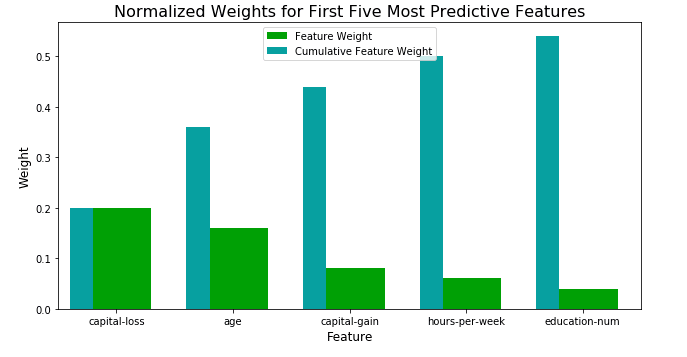 Normalized Weights for First Five Most Predictive Features
Feature Weight
Cumulative Feature Weight
Weight
0.5
0.4
0.3
0.2
0.1
0.0
capital-loss
age
capital-gain
hours-per-week
education-num
Feature